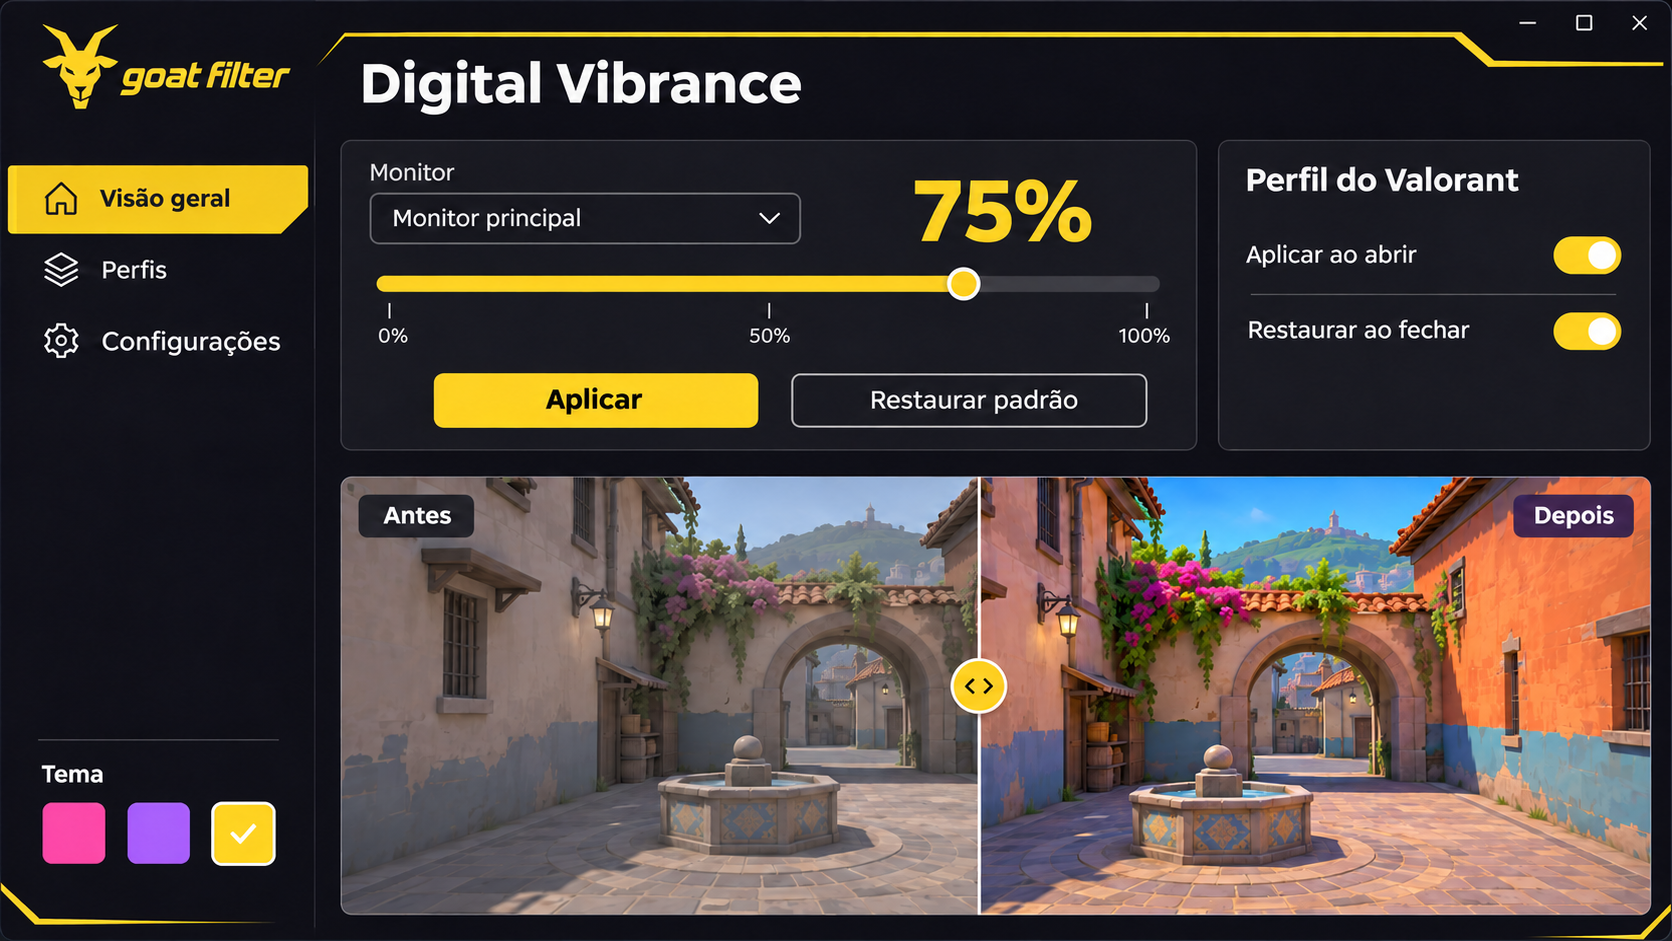 goat filter
Digital Vibrance
Visão geral
Perfis
Configurações
Monitor
Monitor principal
75%
0%
50%
100%
Aplicar
Restaurar padrão
Perfil do Valorant
Aplicar ao abrir
Restaurar ao fechar
Antes
Depois
Tema